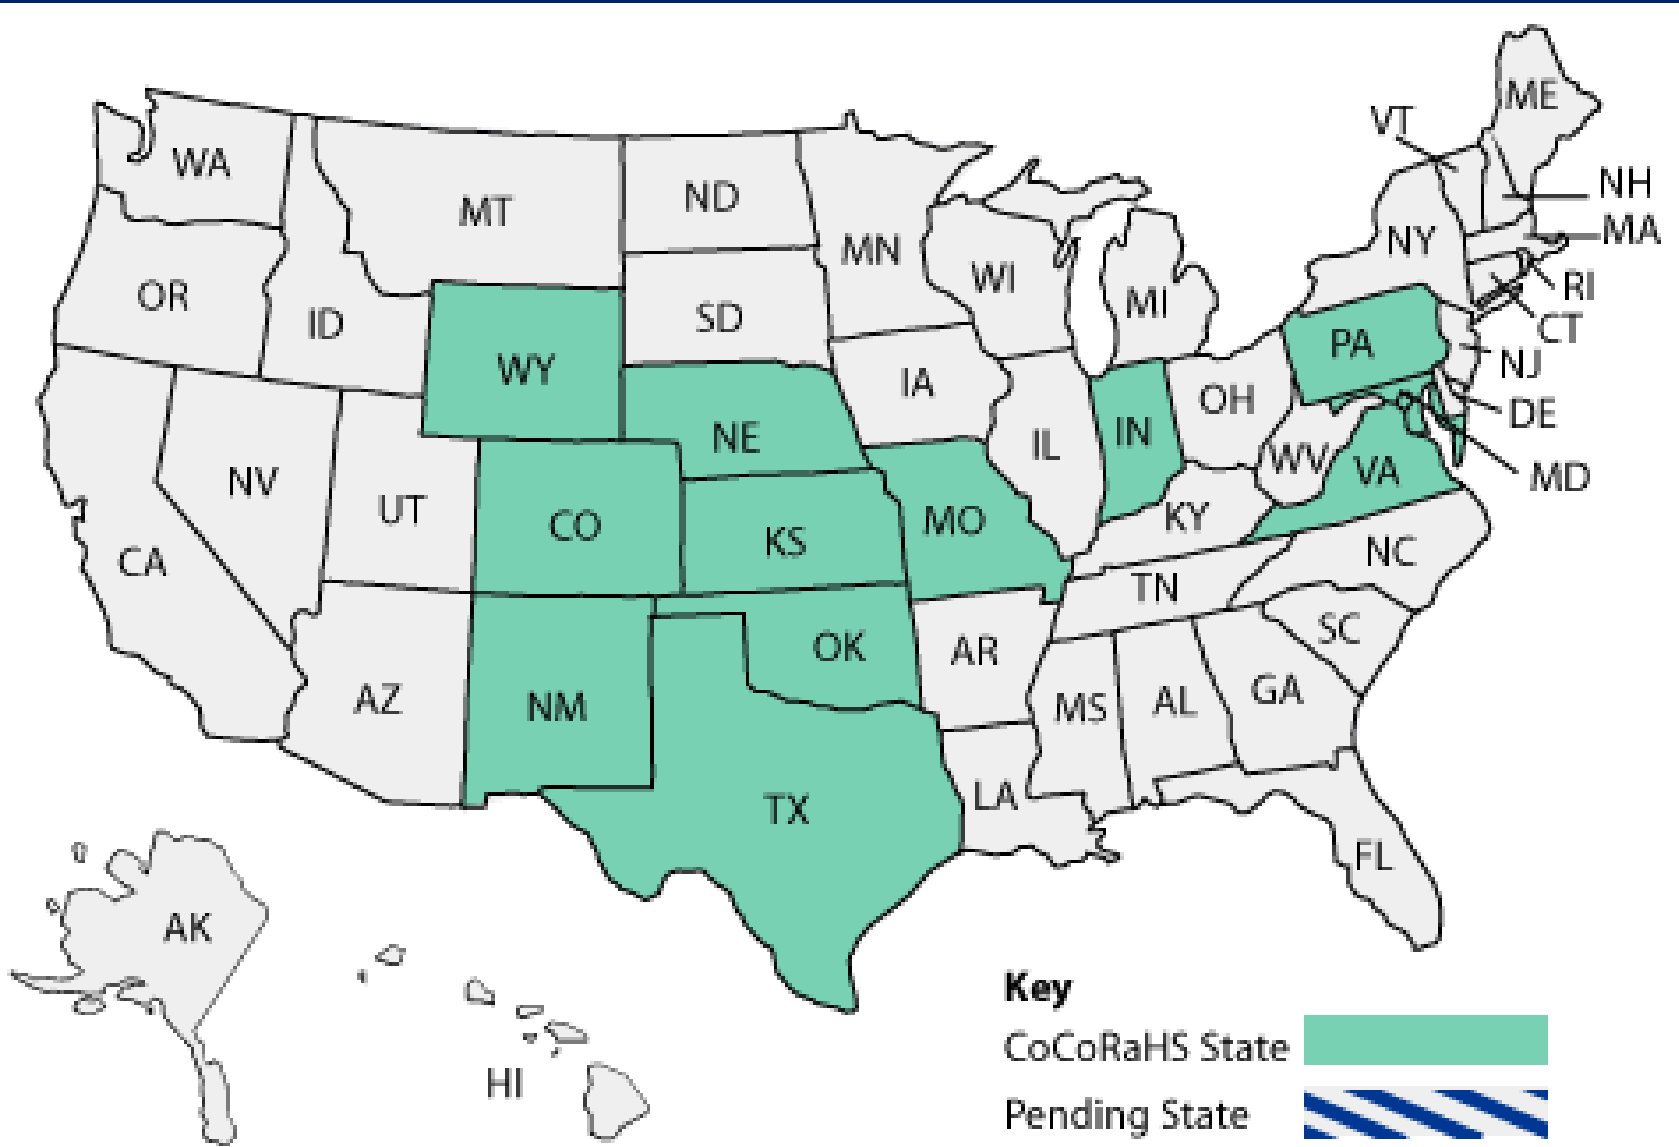 ME
VT
WA
NH
MT
ND
MA
NY
MN
WI
OR
RI
MI
ID
SD
CT
PA
WY
NJ
IA
OH
DE
NE
IN
IL
WV
VA
MD
NV
UT
KY
MO
CO
KS
NC
CA
TN
SC
OK
AR
GA
AZ
NM
MS
AL
LA
TX
FL
AK
HI
Key
CoCoRaHS State
Pending State